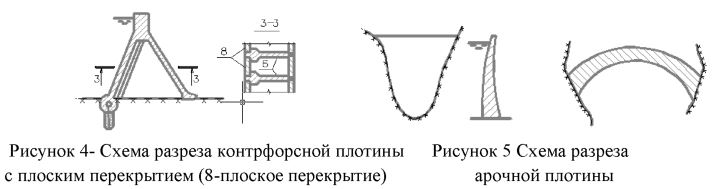 3-3
8
5
3
3
Рисунок 4- Схема разреза контрфорсной плотины
с плоским перекрытием (8-плоское перекрытие)
Рисунок 5 Схема разреза
арочной плотины